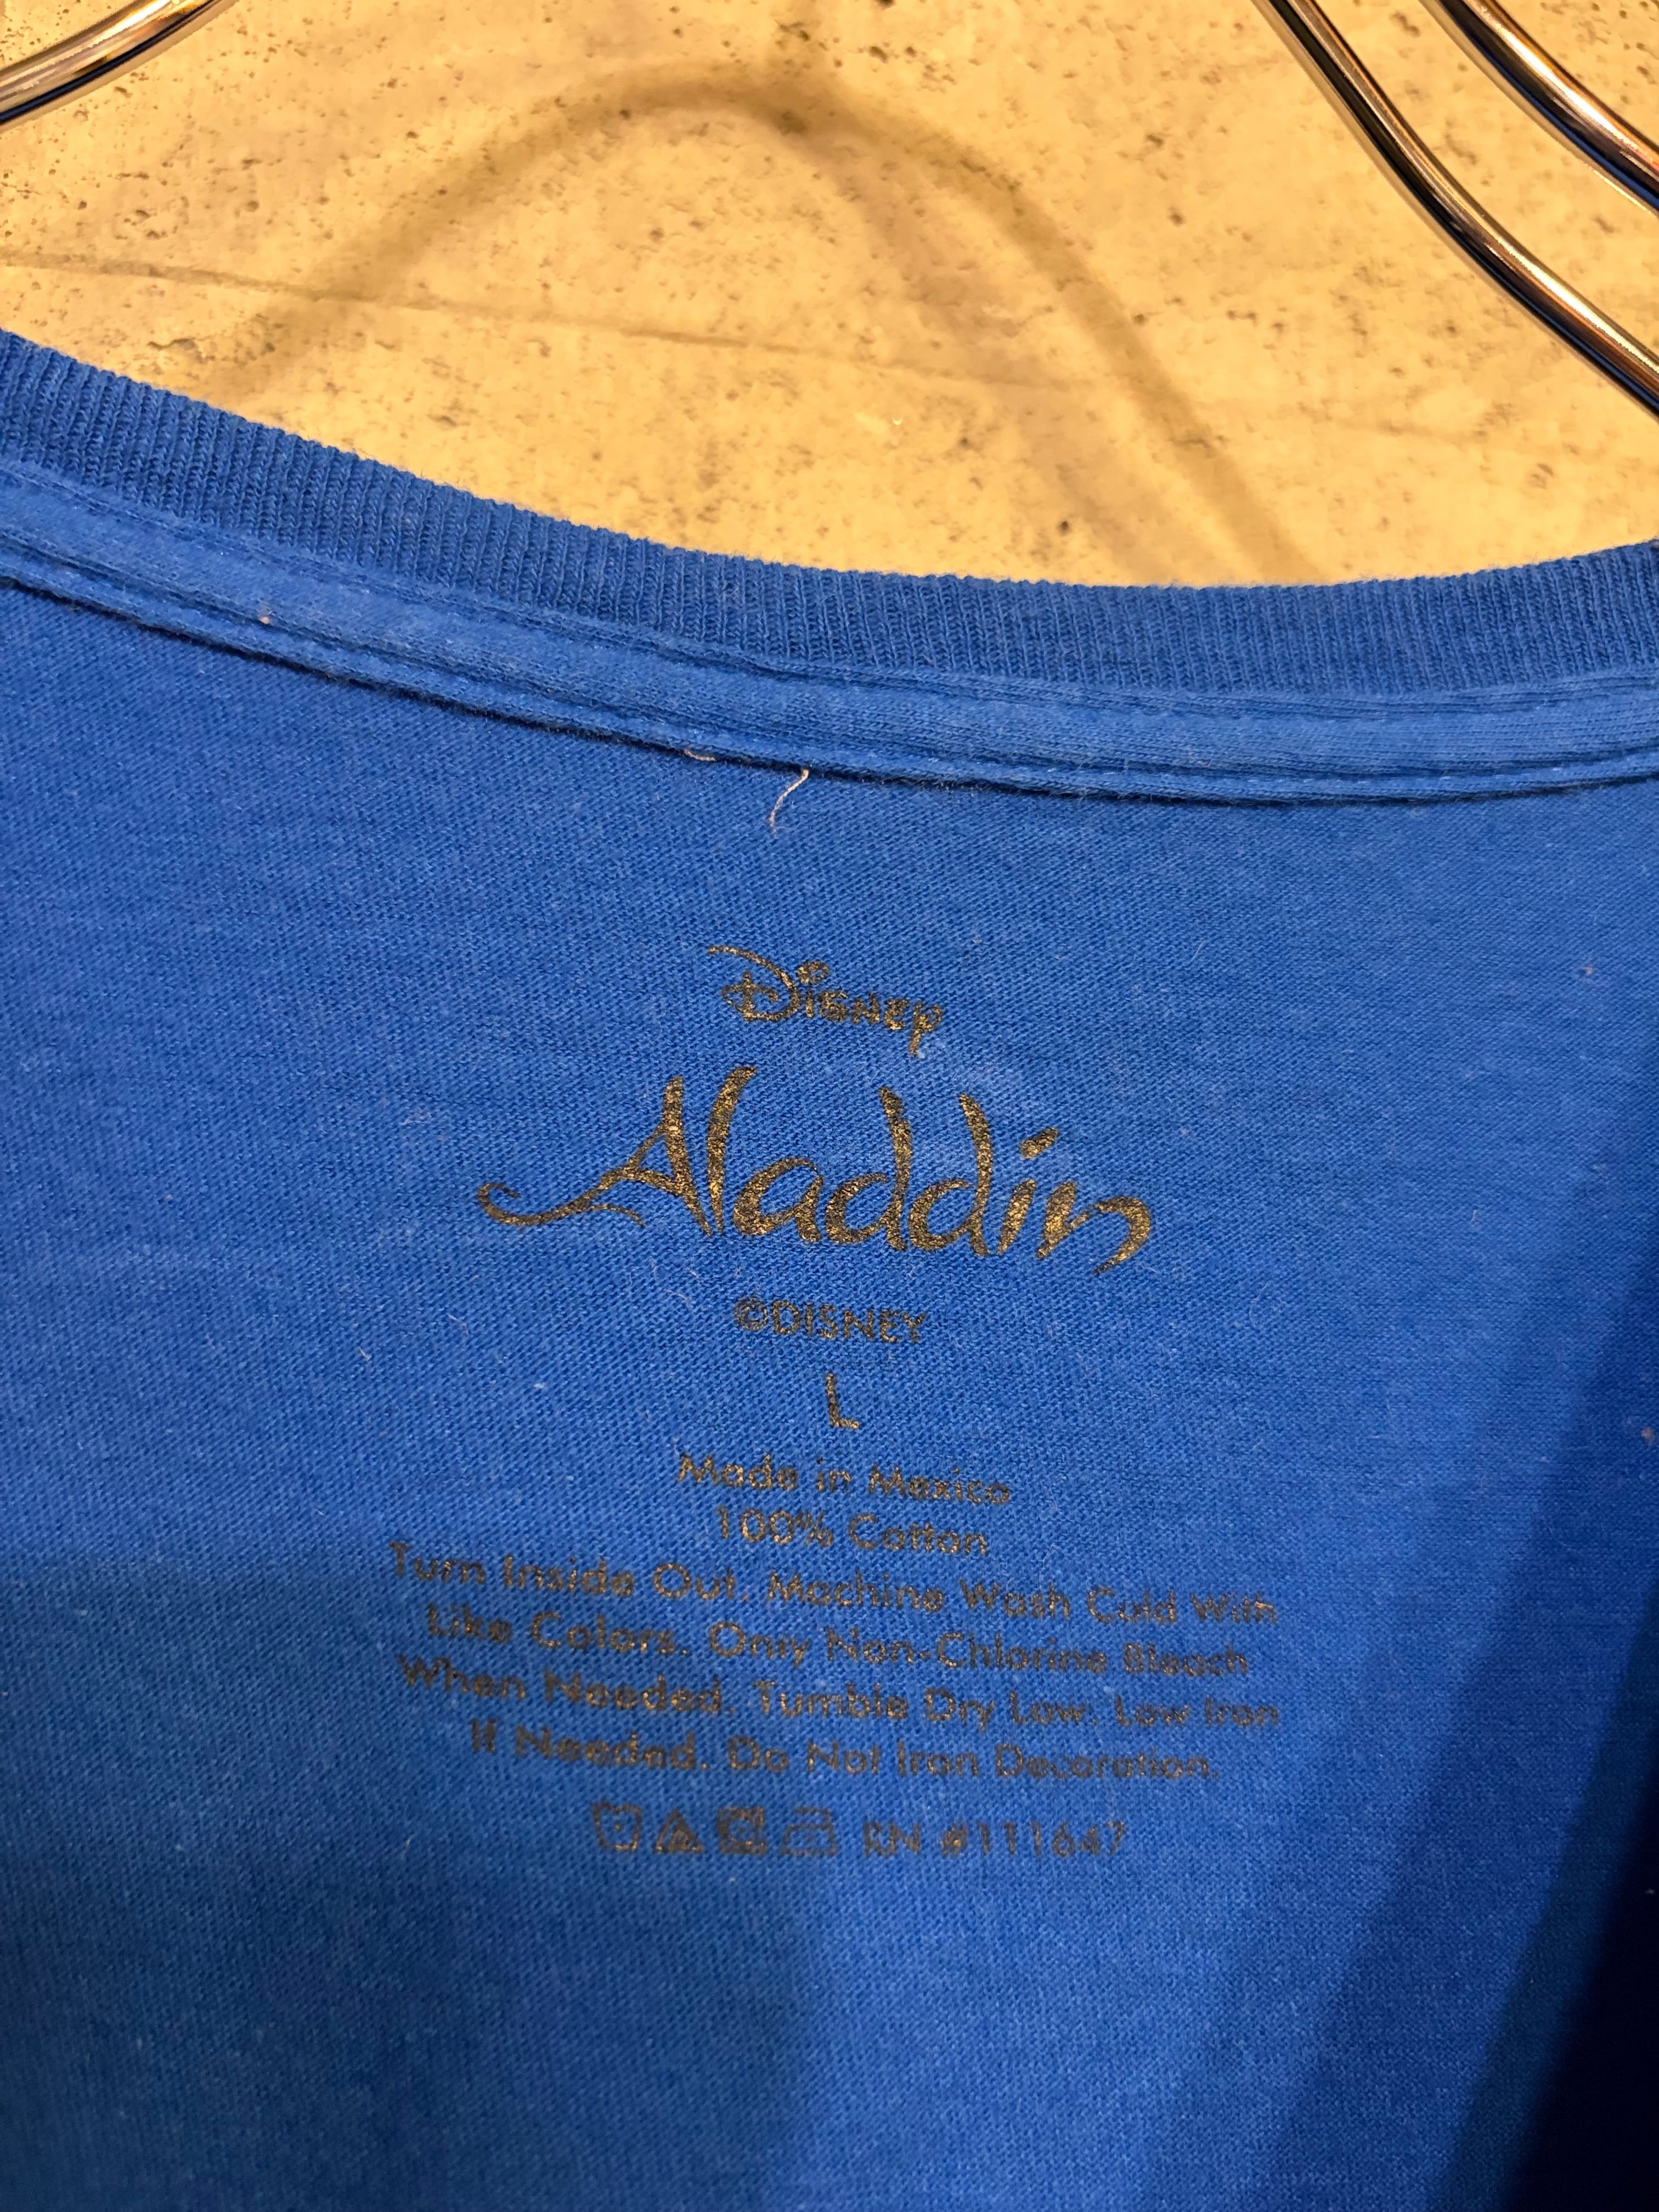 Disney
Aladdin
©DISNEY
L
Made in Mexico
100% Cotton
Turn Inside Out. Machine Wash Cold With
Like Colors. Only Non-Chlorine Bleach
When Needed. Tumble Dry Low. Low Iron
If Needed. Do Not Iron Decoration.
RN #111647